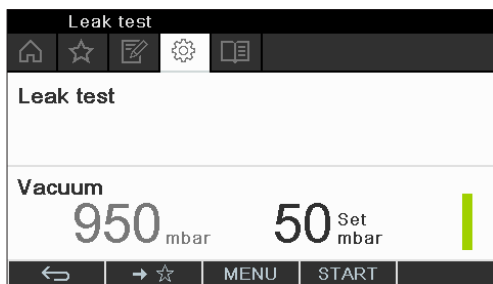 Leak test
Leak test
Vacuum
950 mbar 50 Set mbar
MENU START